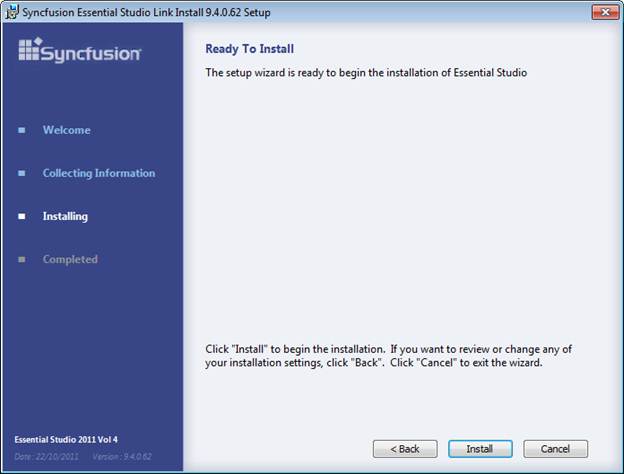 Syncfusion Essential Studio Link Install 9.4.0.62 Setup
Syncfusion
Welcome
Collecting Information
Installing
Completed
Essential Studio 2011 Vol 4
Date : 22/10/2011 Version : 9.4.0.62
Ready To Install
The setup wizard is ready to begin the installation of Essential Studio
Click "Install" to begin the installation. If you want to review or change any of
your installation settings, click "Back". Click "Cancel" to exit the wizard.
< Back
Install
Cancel